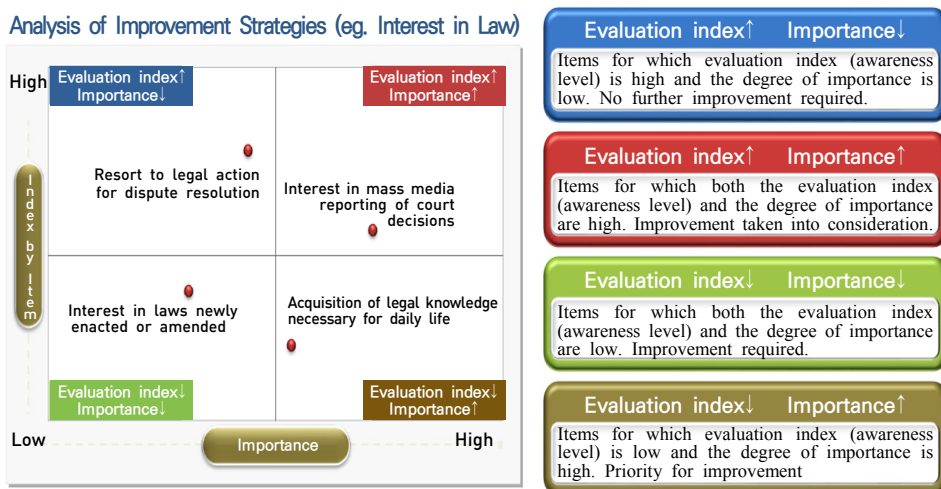 Analysis of Improvement Strategies (eg. Interest in Law)
High
Evaluation index↑
Importance↓
Evaluation index↑
Importance↑
Resort to legal action
for dispute resolution
Interest in mass media
reporting of court
decisions
Index by Item
Interest in laws newly
enacted or amended
Acquisition of legal knowledge
necessary for daily life
Evaluation index↓
Importance↓
Evaluation index↓
Importance↑
Low
Importance
High
Evaluation index↑ Importance↓
Items for which evaluation index (awareness
level) is high and the degree of importance is
low. No further improvement required.
Evaluation index↑ Importance↑
Items for which both the evaluation index
(awareness level) and the degree of importance
are high. Improvement taken into consideration.
Evaluation index↓ Importance↓
Items for which both the evaluation index
(awareness level) and the degree of importance
are low. Improvement required.
Evaluation index↓ Importance↑
Items for which evaluation index (awareness
level) is low and the degree of importance is
high. Priority for improvement